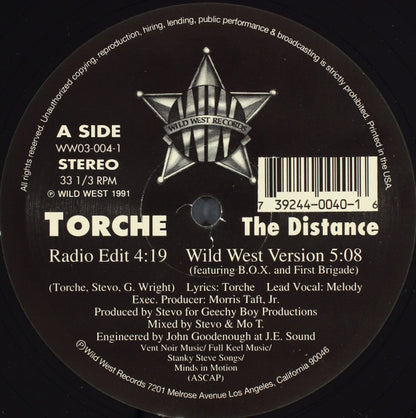 All rights reserved. Unauthorized copying, reproduction, hiring, lending, public performance & broadcasting is strictly prohibited. Printed in the USA.
WILD WEST RECORDS
A SIDE
WW03-004-1
STEREO
33 1/3 RPM
℗ WILD WEST 1991
7 39244-0040-1 6
TORCHE The Distance
Radio Edit 4:19 Wild West Version 5:08
(featuring B.O.X. and First Brigade)
(Torche, Stevo, G. Wright) Lyrics: Torche Lead Vocal: Melody
Exec. Producer: Morris Taft, Jr.
Produced by Stevo for Geechy Boy Productions
Mixed by Stevo & Mo T.
Engineered by John Goodenough at J.E. Sound
Vent Noir Music/ Full Keel Music/
Stanky Steve Songs/
Minds in Motion
(ASCAP)
℗Wild West Records 7201 Melrose Avenue Los Angeles, California 90046